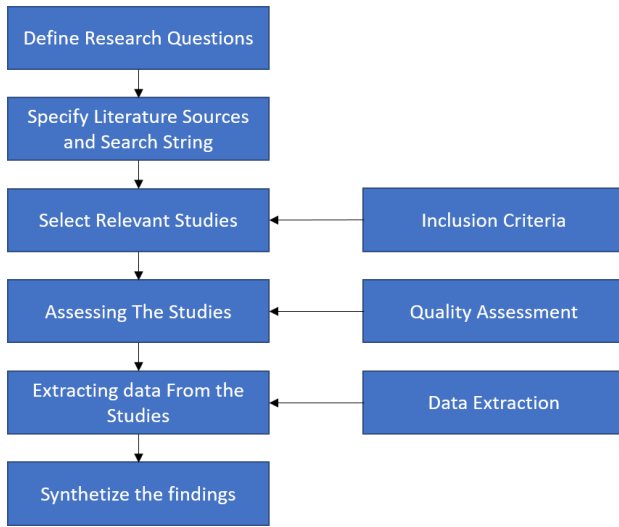 Define Research Questions
Specify Literature Sources
and Search String
Select Relevant Studies
Inclusion Criteria
Assessing The Studies
Quality Assessment
Extracting data From the
Studies
Data Extraction
Synthetize the findings